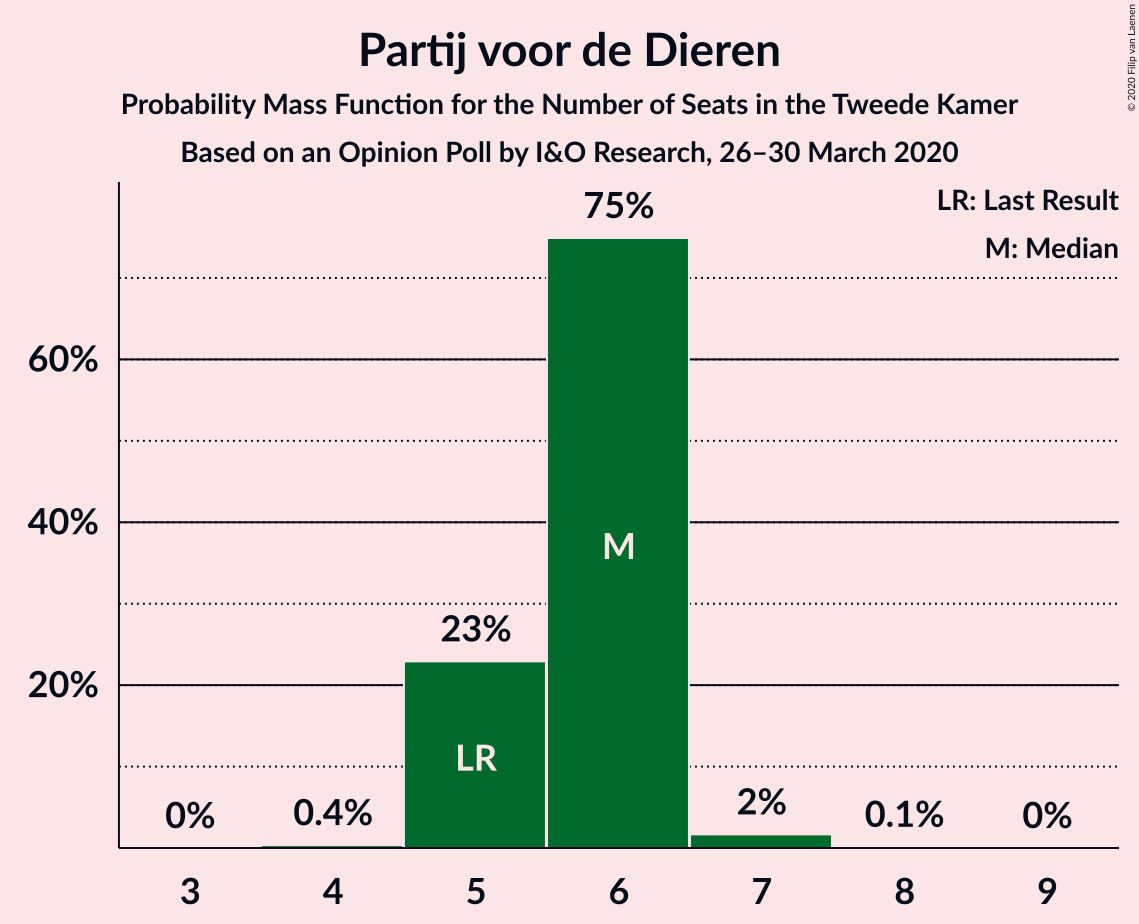 Partij voor de Dieren
Probability Mass Function for the Number of Seats in the Tweede Kamer
Based on an Opinion Poll by I&O Research, 26–30 March 2020
© 2020 Filip van Laenen
LR: Last Result
M: Median
75%
60%
40%
M
23%
20%
LR
0%
0.4%
2%
0.1%
0%
3
4
5
6
7
8
9